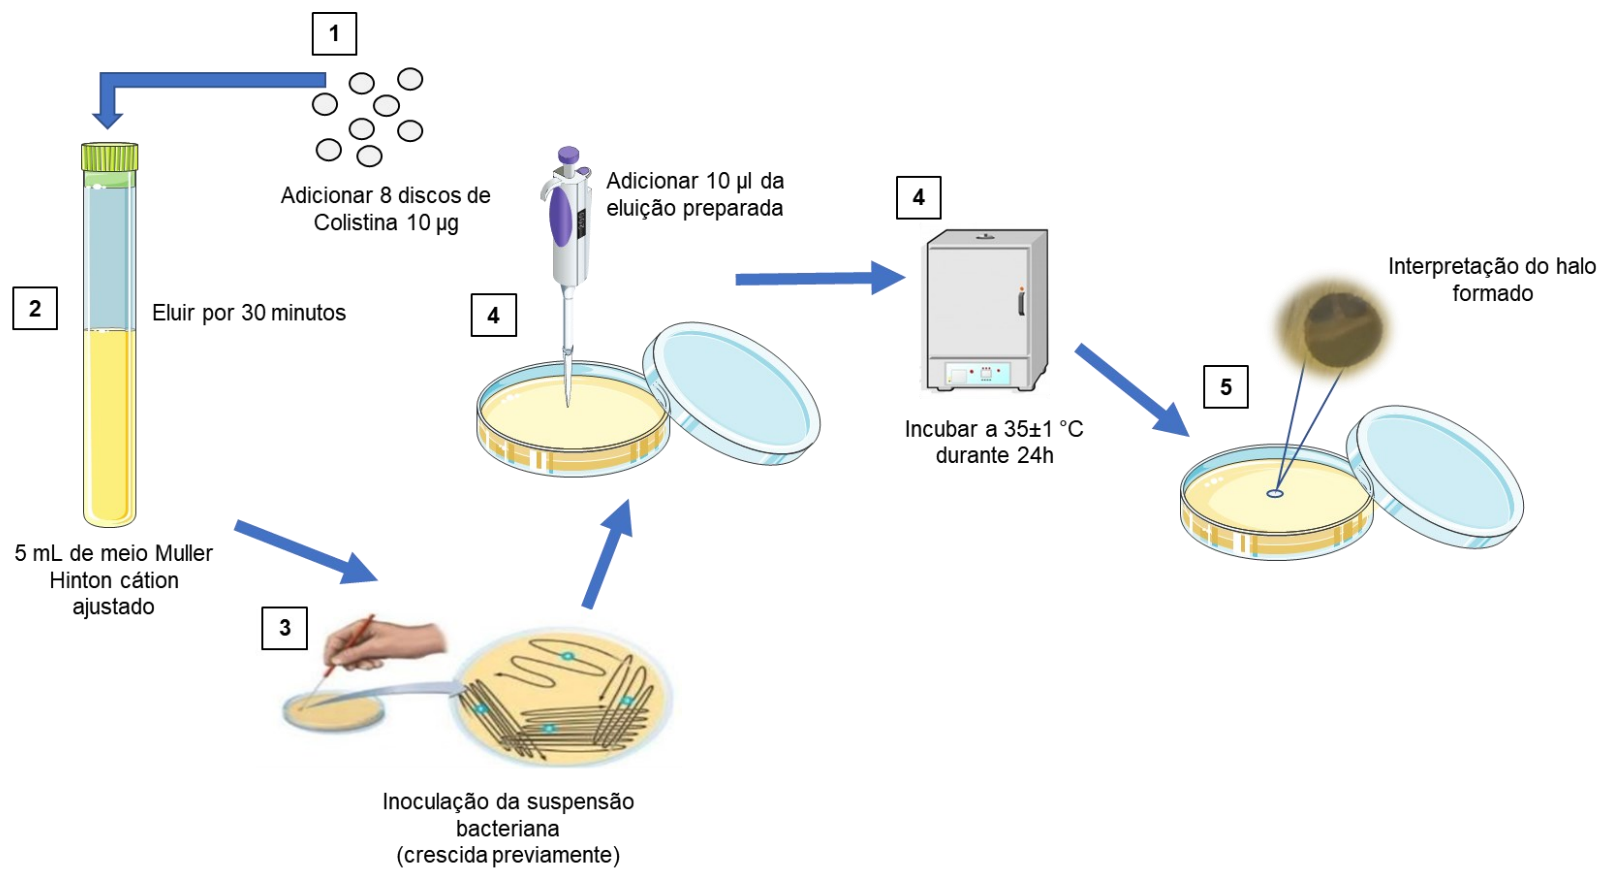 1
Adicionar 8 discos de
Colistina 10 µg
2
Eluir por 30 minutos
5 mL de meio Muller
Hinton cátion
ajustado
3
Inoculação da suspensão
bacteriana
(crescida previamente)
4
Adicionar 10 µl da
eluição preparada
4
Incubar a 35±1 °C
durante 24h
5
Interpretação do halo
formado